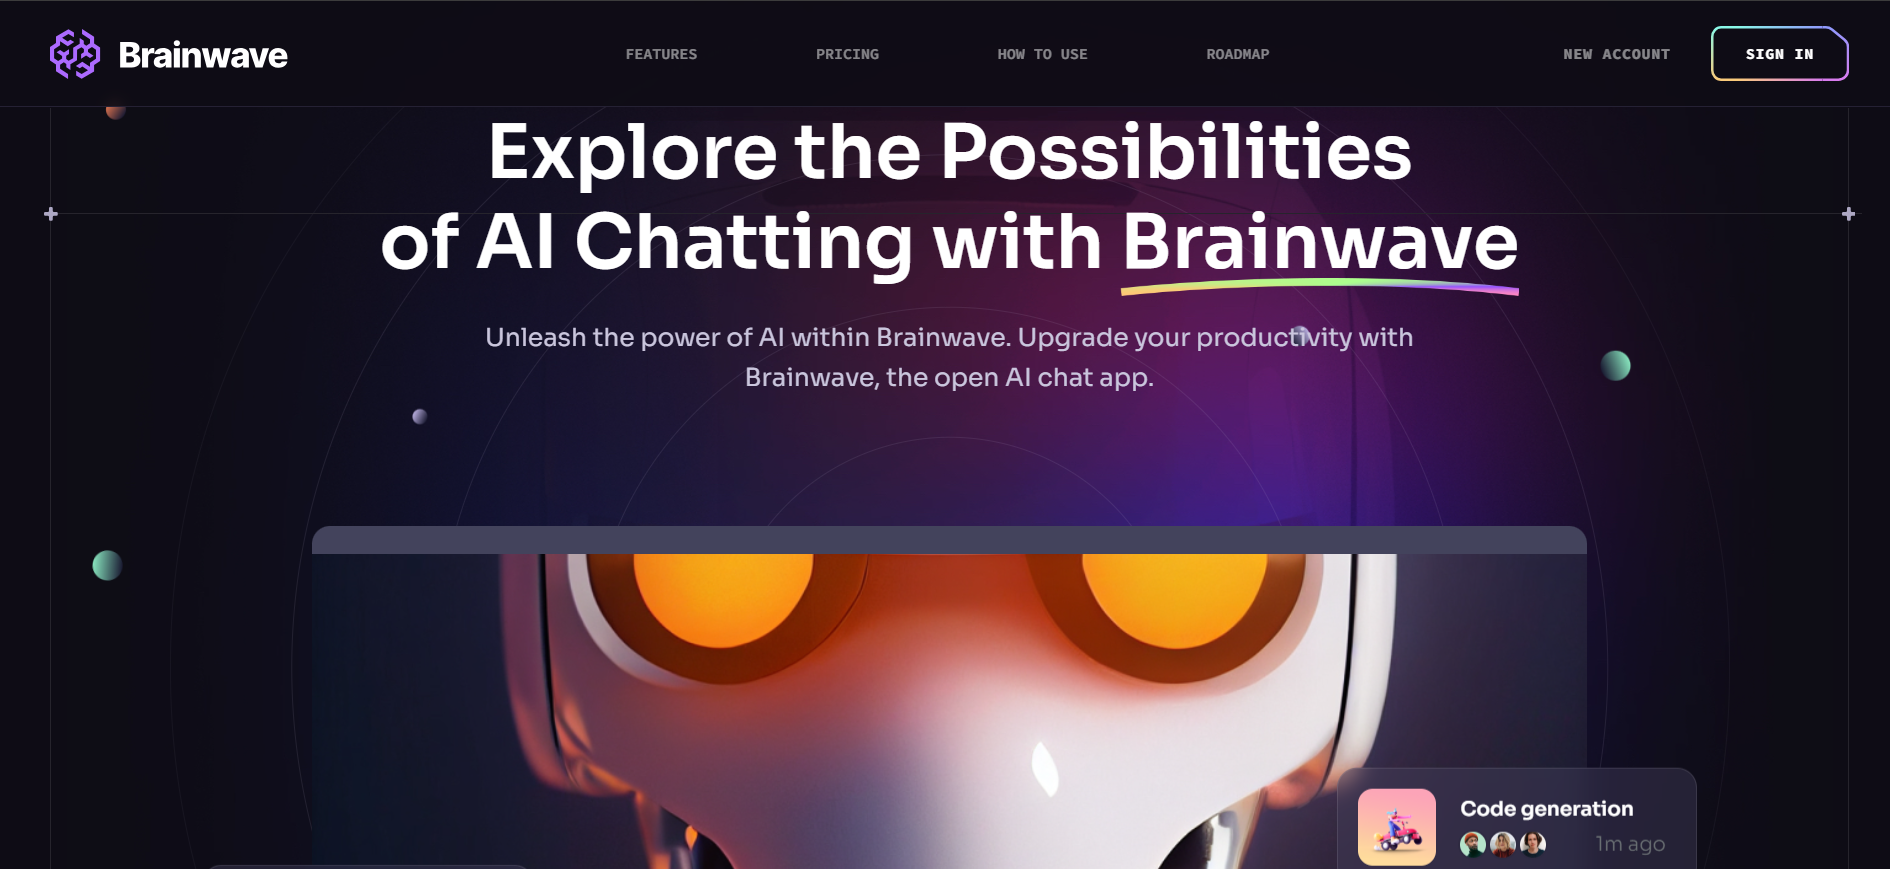 Brainwave
FEATURES
PRICING
HOW TO USE
ROADMAP
NEW ACCOUNT
SIGN IN
Explore the Possibilities
of AI Chatting with Brainwave
Unleash the power of AI within Brainwave. Upgrade your productivity with
Brainwave, the open AI chat app.
Code generation
1m ago